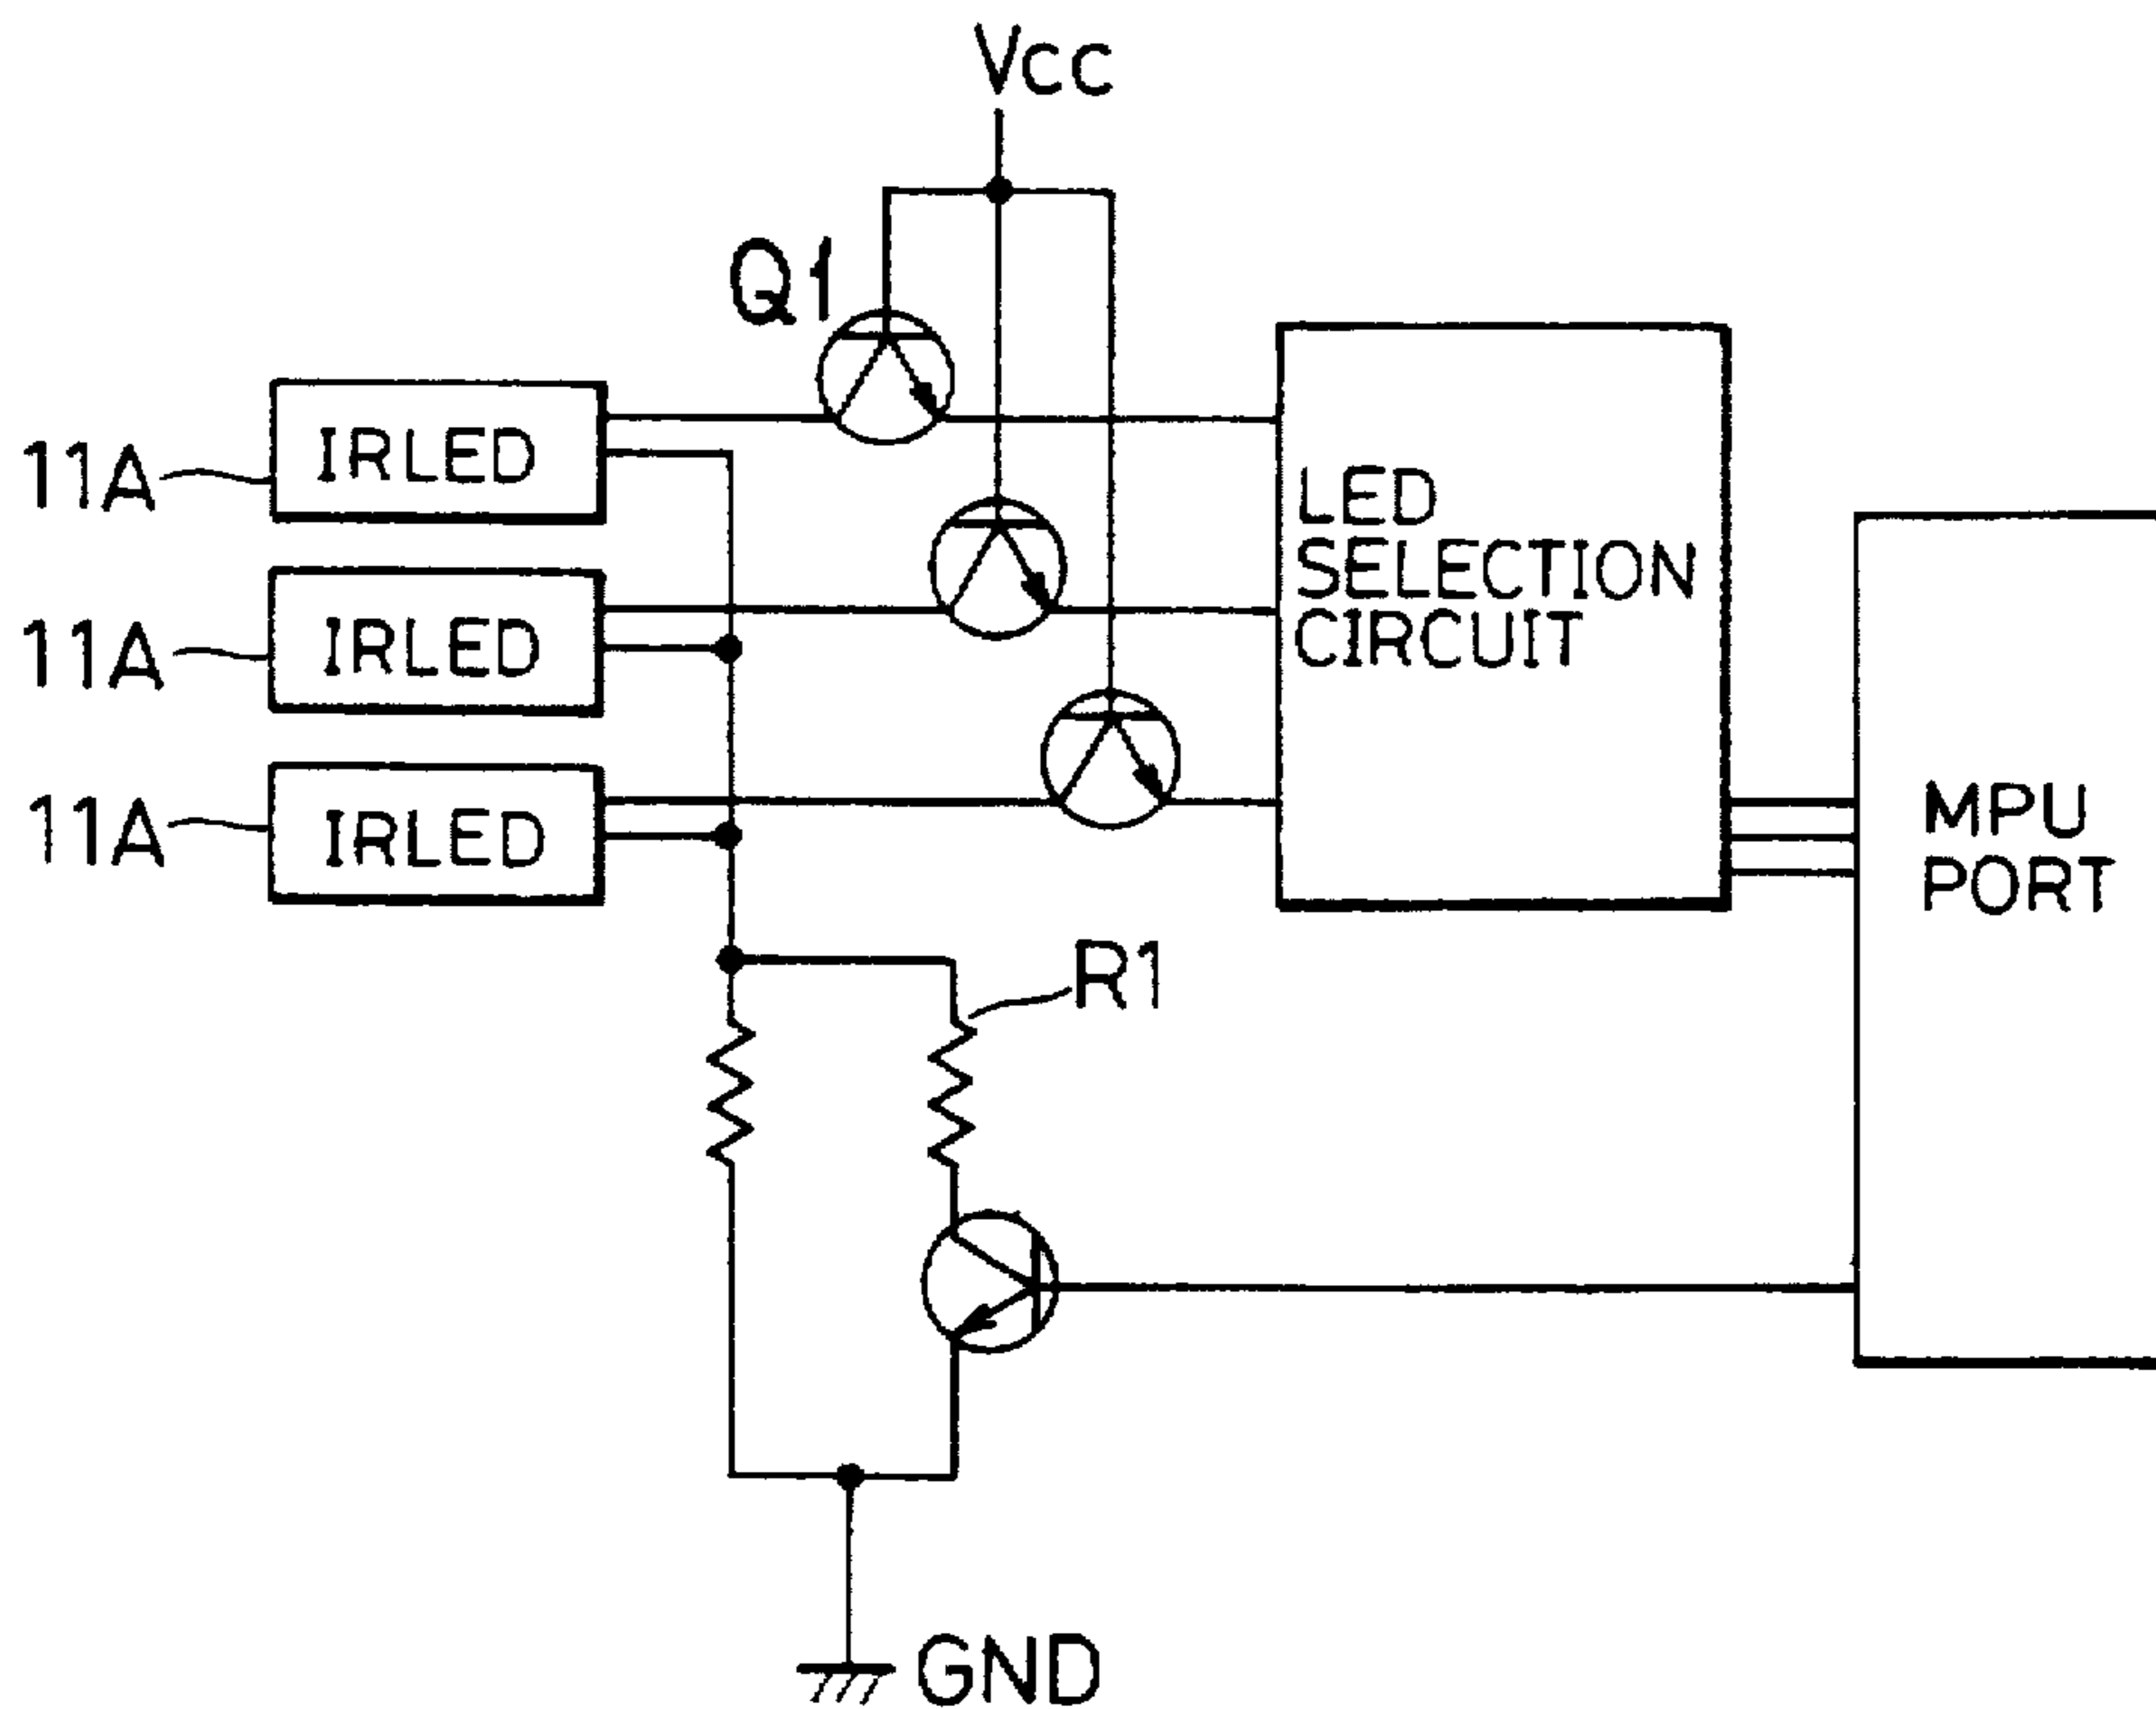 Vcc
Q1
11A
IRLED
11A
IRLED
11A
IRLED
LED
SELECTION
CIRCUIT
MPU
PORT
R1
GND